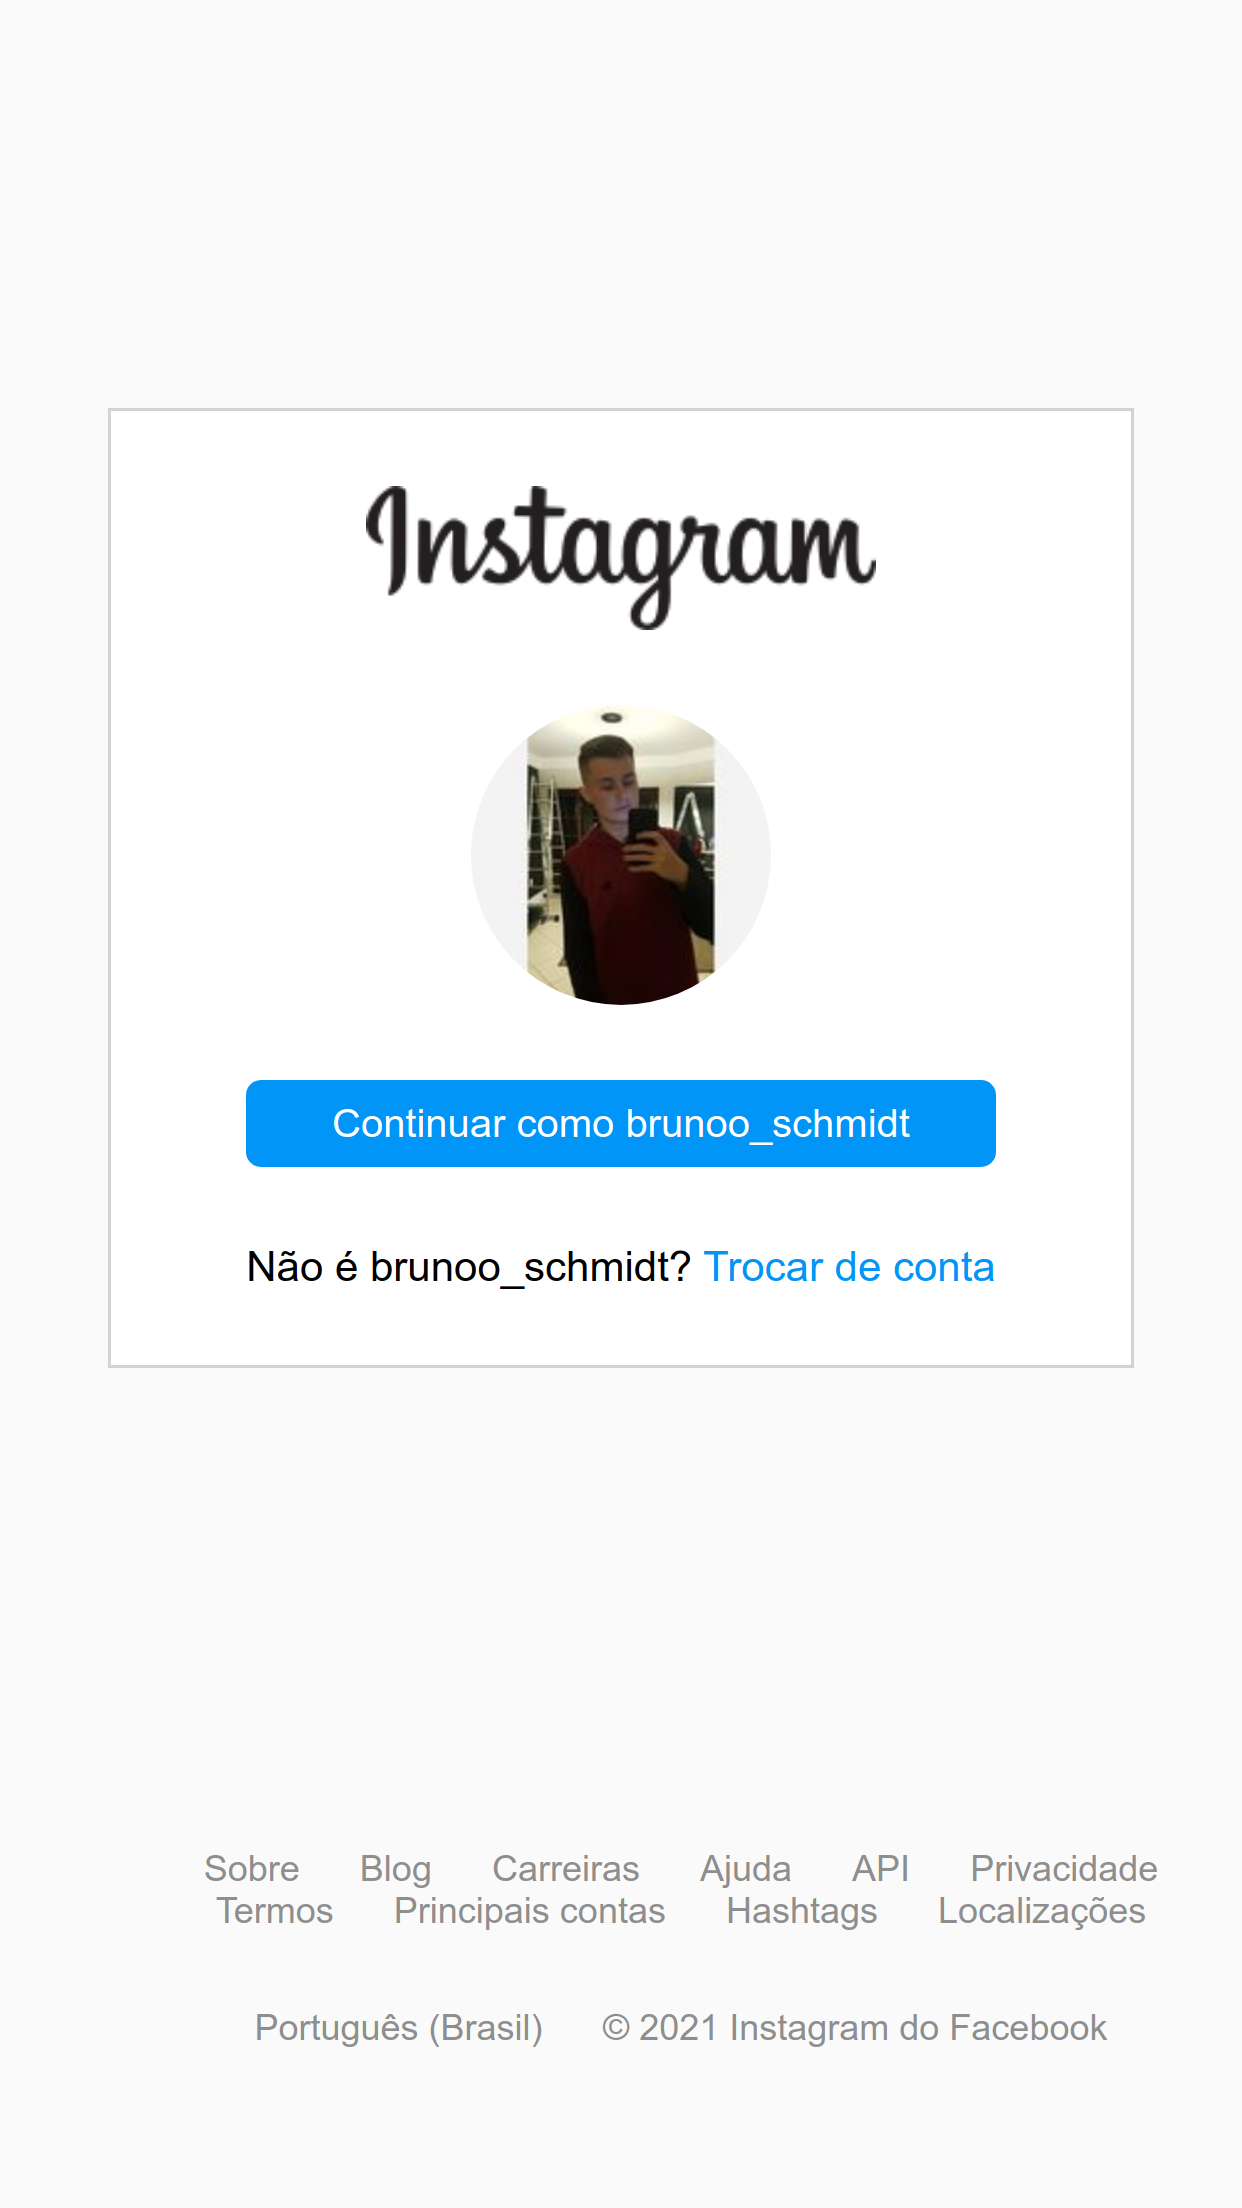 Instagram
Continuar como brunoo_schmidt
Não é brunoo_schmidt? Trocar de conta
Sobre Blog Carreiras Ajuda API Privacidade
Termos Principais contas Hashtags Localizações
Português (Brasil) © 2021 Instagram do Facebook